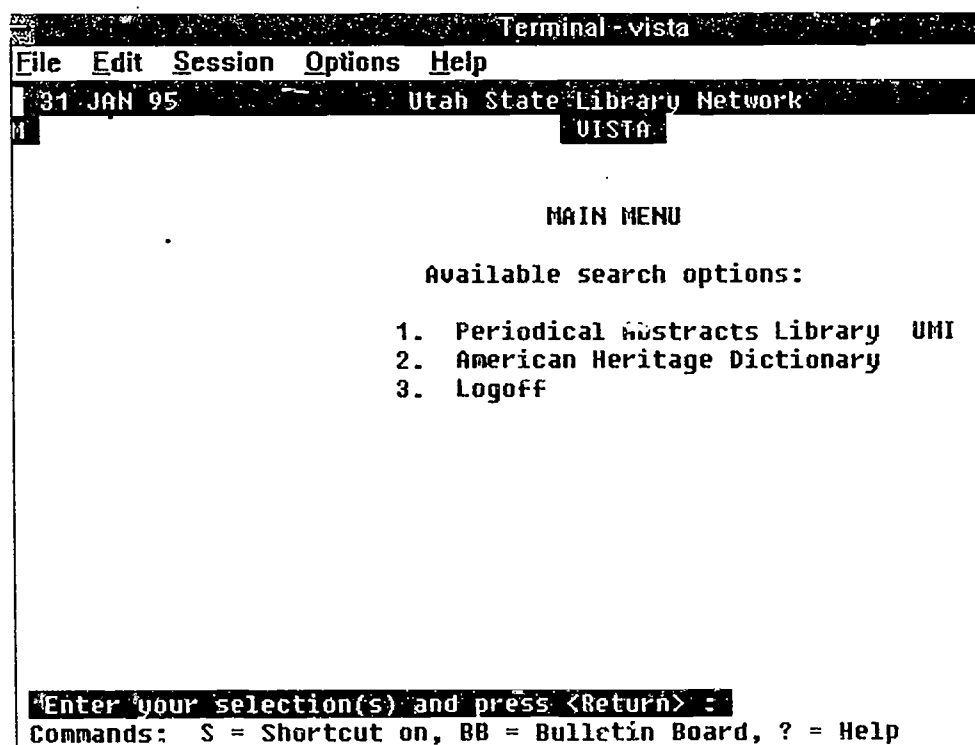 Terminal - vista
File Edit Session Options Help
31 JAN 95 Utah State Library Network
M VISTA
MAIN MENU
Available search options:
1. Periodical Abstracts Library UMI
2. American Heritage Dictionary
3. Logoff
Enter your selection(s) and press <Return> :
Commands: S = Shortcut on, BB = Bulletin Board, ? = Help